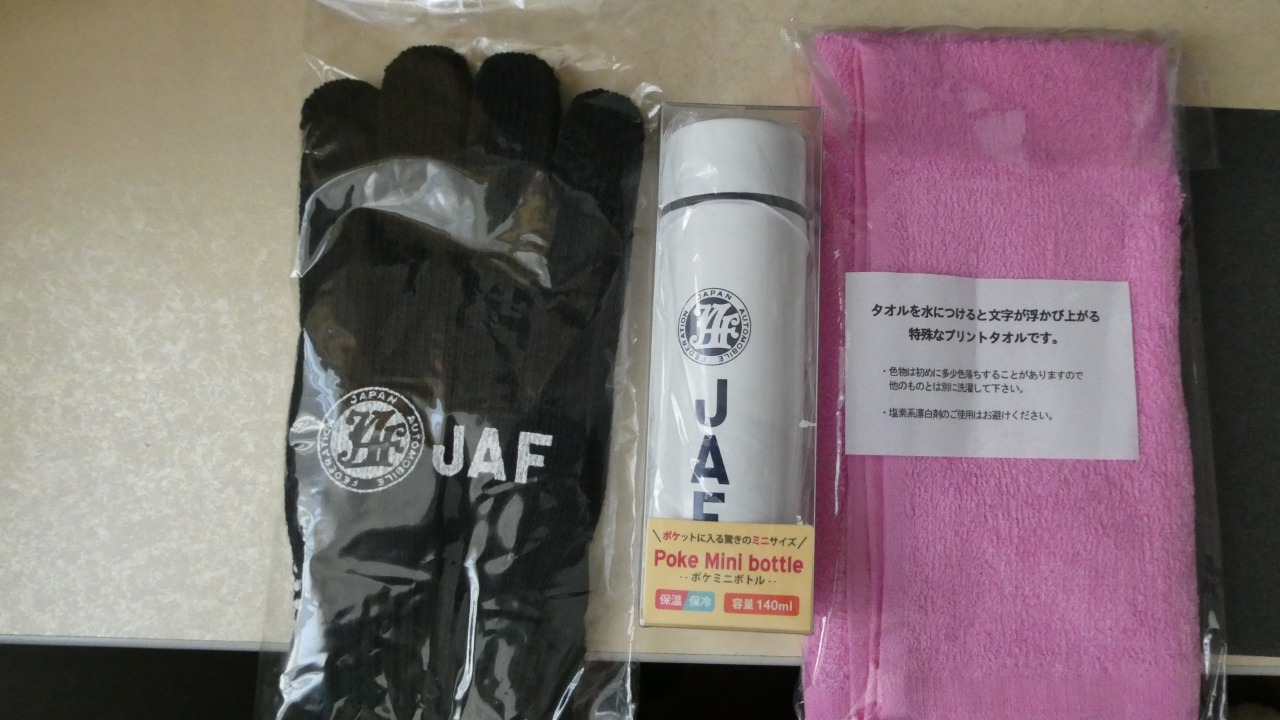 JAPAN AUTOMOBILE FEDERATION
JAF
JAF
JAPAN AUTOMOBILE FEDERATION
JAF
JAF
\ポケットに入る驚きのミニサイズ/
Poke Mini bottle
--ポケミニボトル--
保温 保冷 容量 140ml
タオルを水につけると文字が浮かび上がる
特殊なプリントタオルです。
・色物は初めに多少色落ちすることがありますので
他のものとは別に洗濯して下さい。
・塩素系漂白剤のご使用はお避けください。